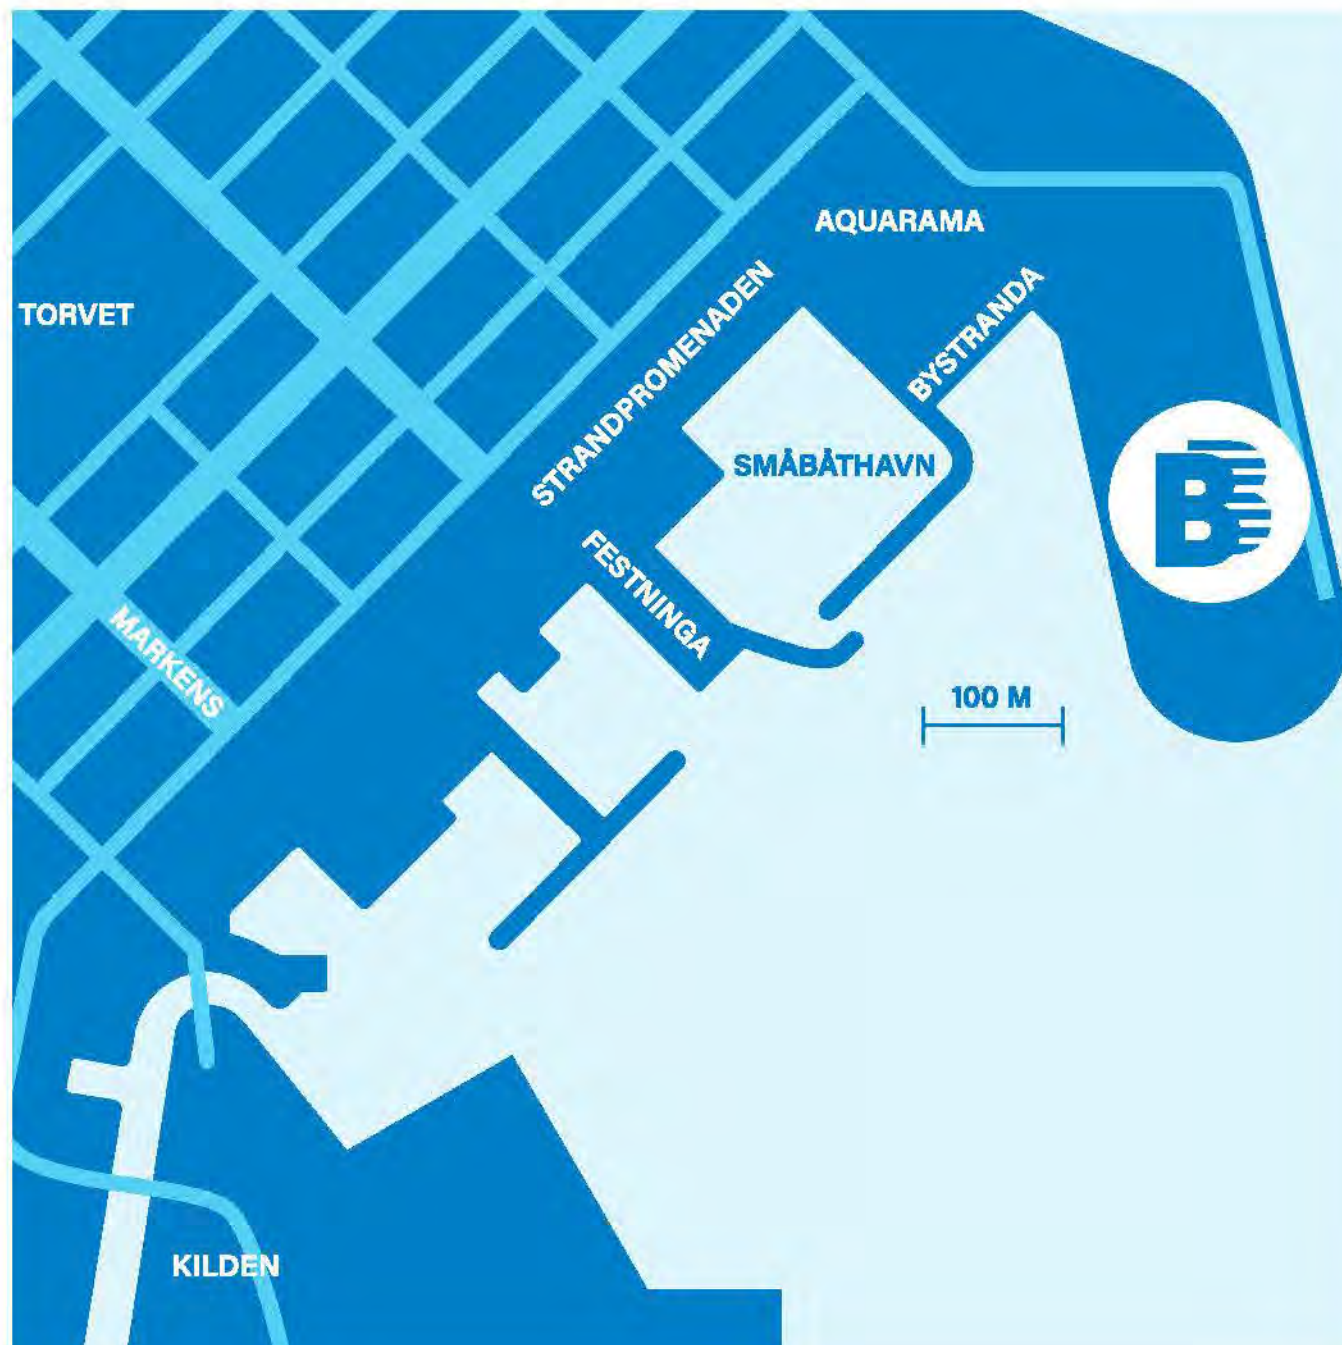 AQUARAMA
TORVET
STRANDPROMENADEN
BYSTRANDA
SMÅBÅTHAVN
B
FESTNINGA
MARKENS
100 M
KILDEN